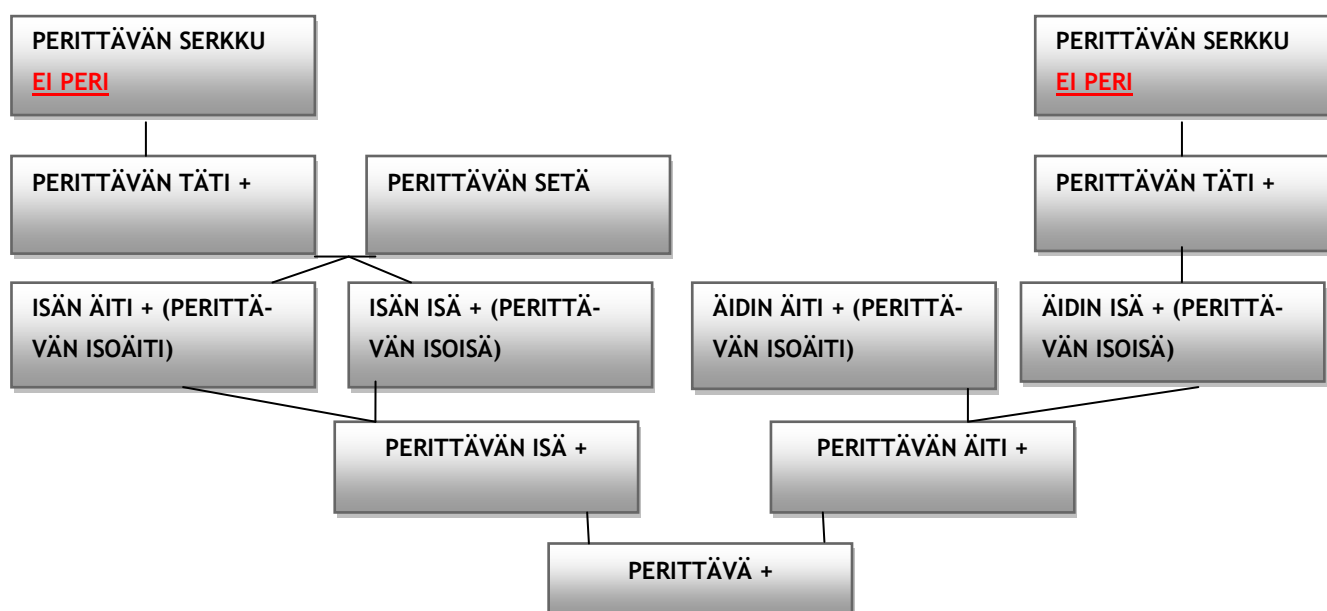 PERITTÄVÄN SERKKU
EI PERI
PERITTÄVÄN SERKKU
EI PERI
PERITTÄVÄN TÄTI +
PERITTÄVÄN SETÄ
PERITTÄVÄN TÄTI +
ISÄN ÄITI + (PERITTÄ-
VÄN ISOÄITI)
ISÄN ISÄ + (PERITTÄ-
VÄN ISOISÄ)
ÄIDIN ÄITI + (PERITTÄ-
VÄN ISOÄITI)
ÄIDIN ISÄ + (PERITTÄ-
VÄN ISOISÄ)
PERITTÄVÄN ISÄ +
PERITTÄVÄN ÄITI +
PERITTÄVÄ +